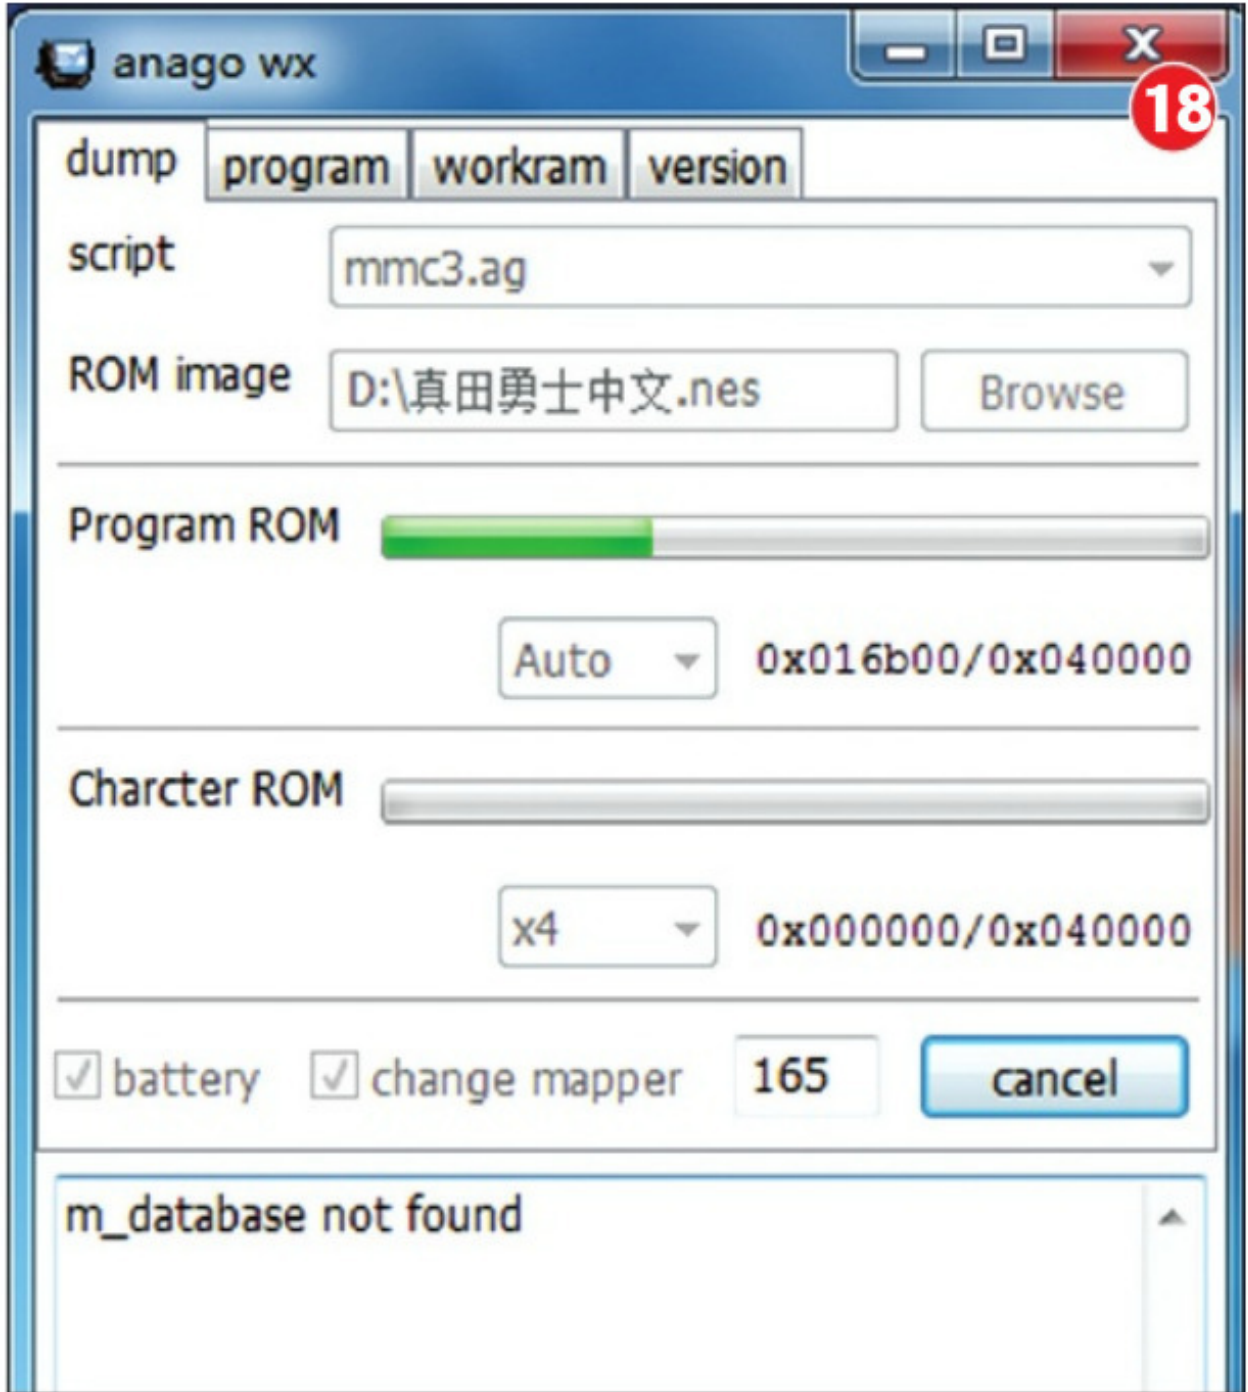 anago wx
18
dump program workram version
script mmc3.ag
ROM image D:\真田勇士中文.nes Browse
Program ROM
Auto 0x016b00/0x040000
Charcter ROM
x4 0x000000/0x040000
battery change mapper 165 cancel
m_database not found